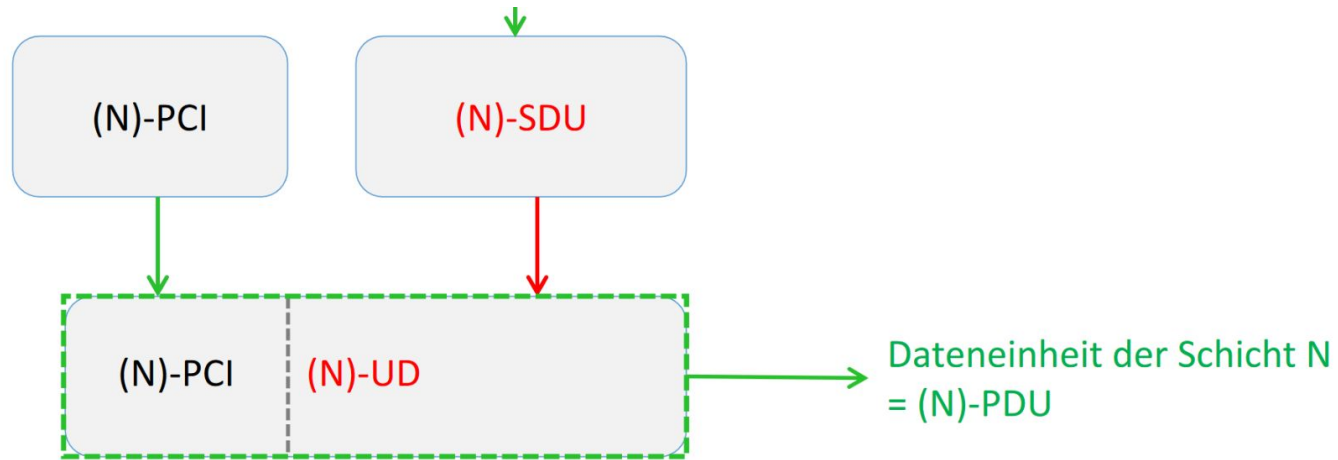 (N)-PCI
(N)-SDU
(N)-PCI
(N)-UD
Dateneinheit der Schicht N
= (N)-PDU